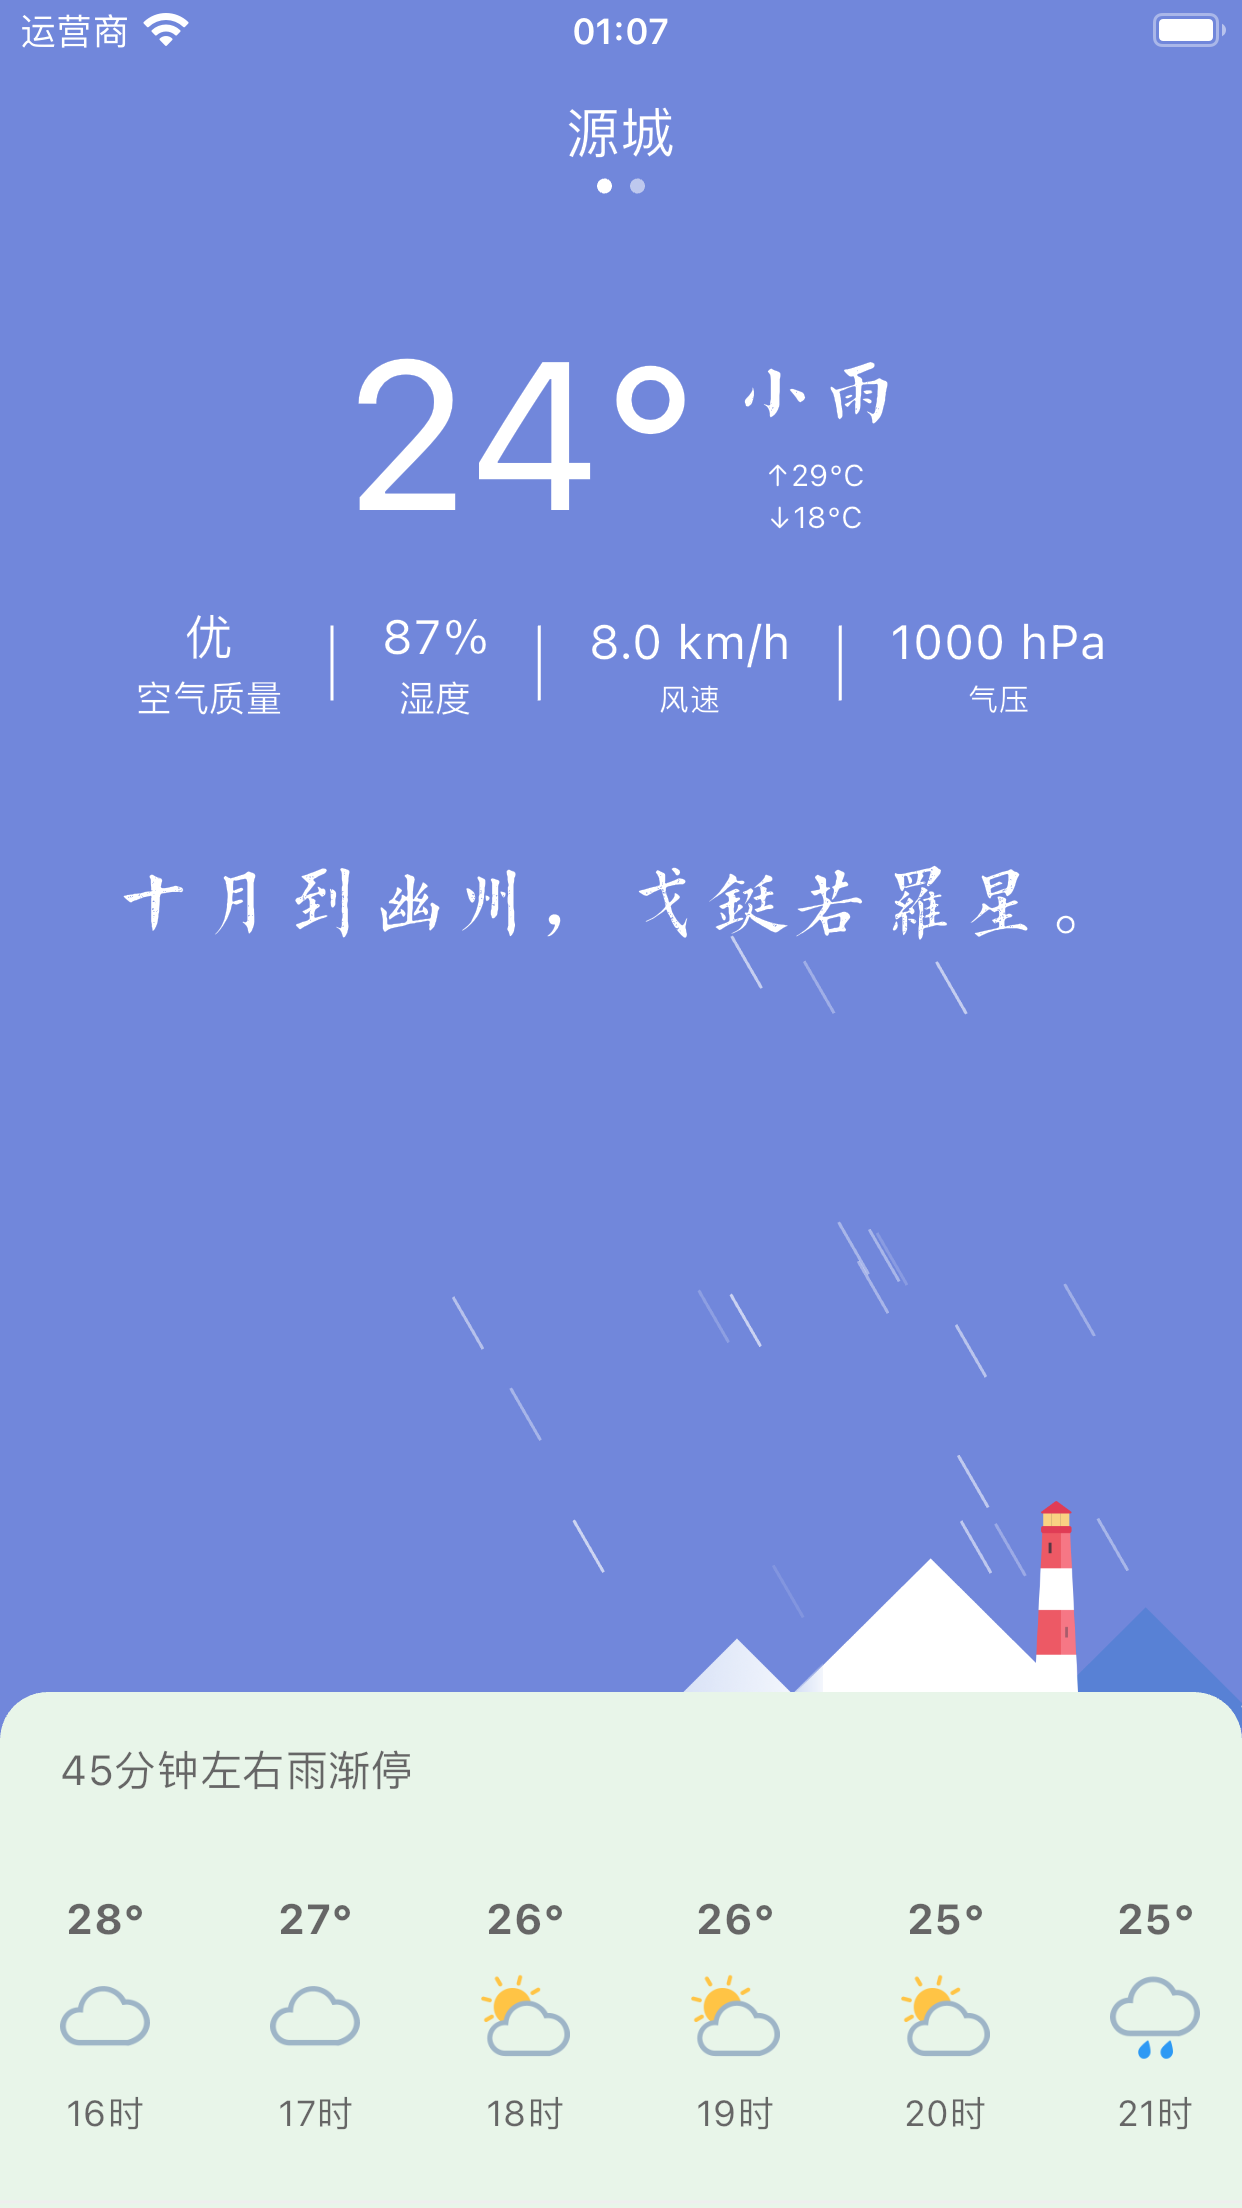 运营商 01:07
源城
24° 小雨
↑29°C
↓18°C
优 87% 8.0 km/h 1000 hPa
空气质量 湿度 风速 气压
十月到幽州，戈鋋若羅星。
45分钟左右雨渐停
28° 27° 26° 26° 25° 25°
16时 17时 18时 19时 20时 21时